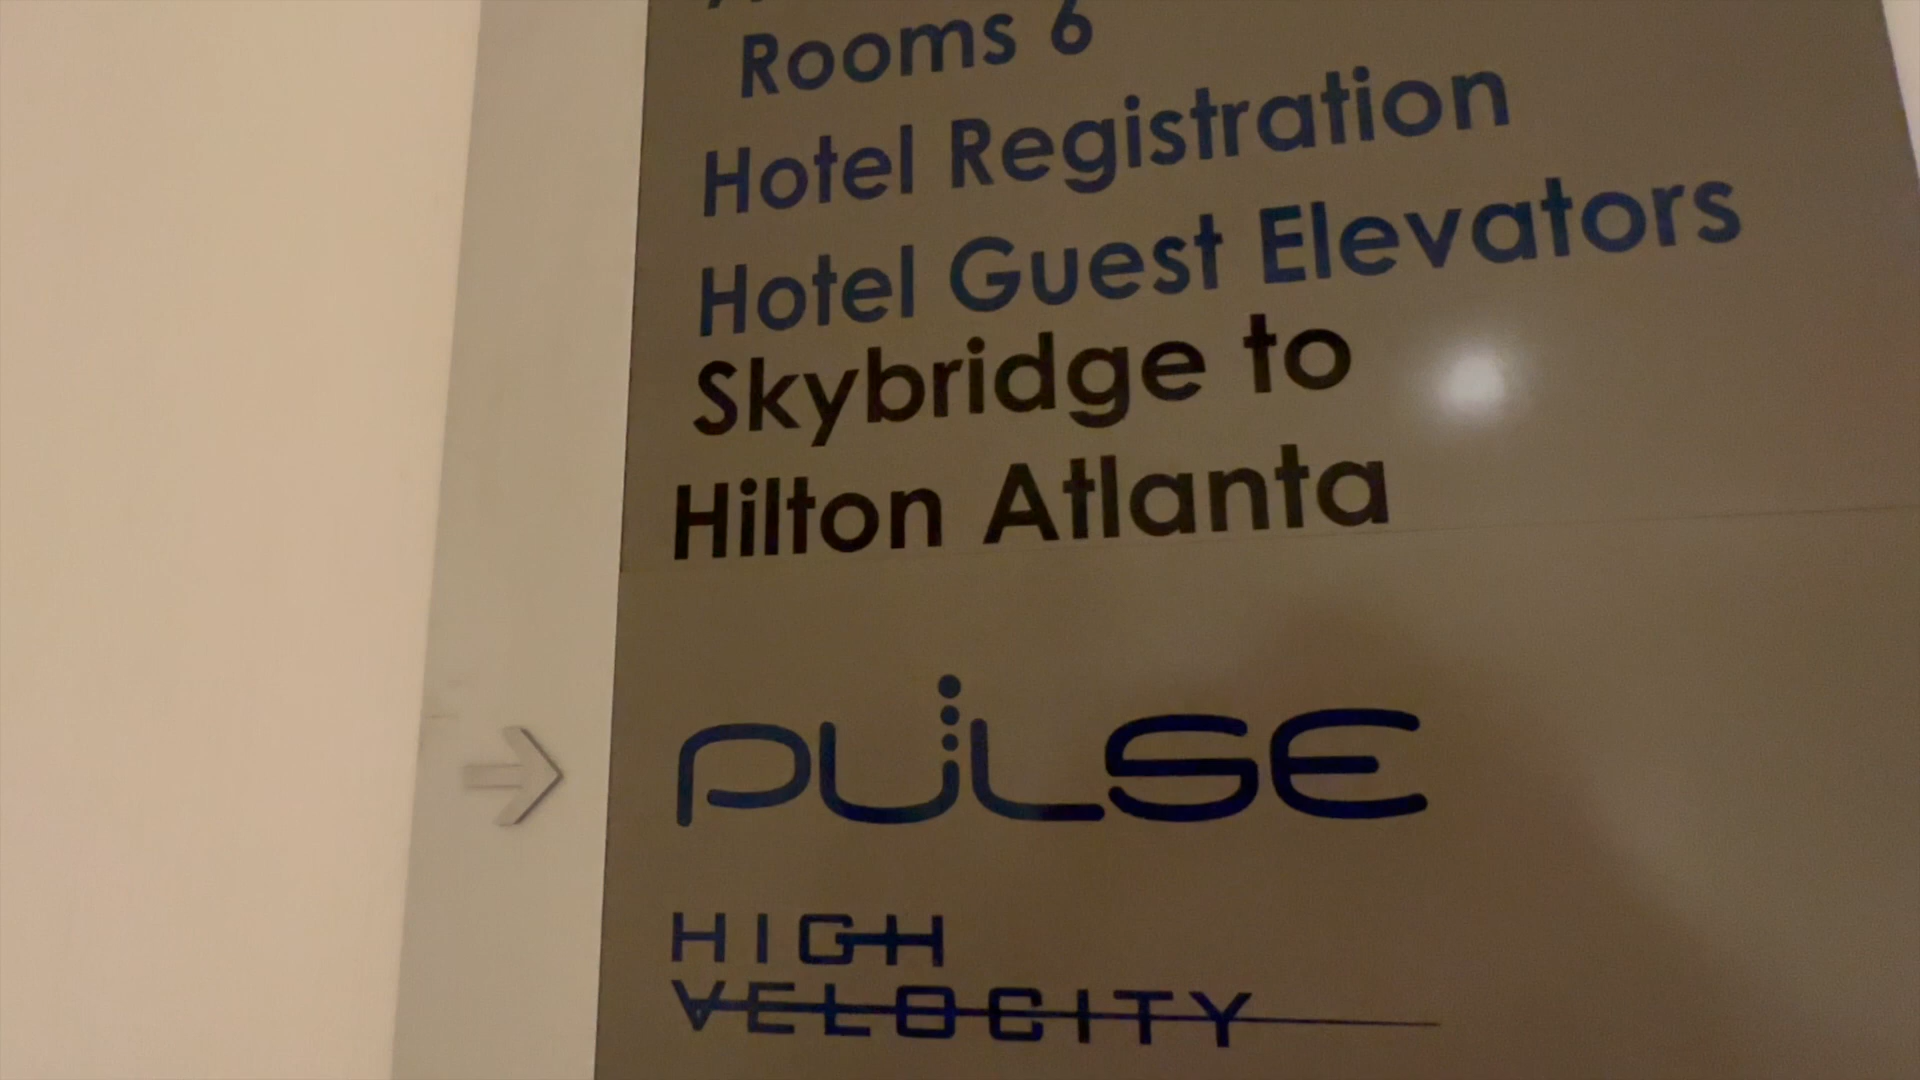 Rooms 6
Hotel Registration
Hotel Guest Elevators
Skybridge to
Hilton Atlanta
PULSE
HIGH
VELOCITY